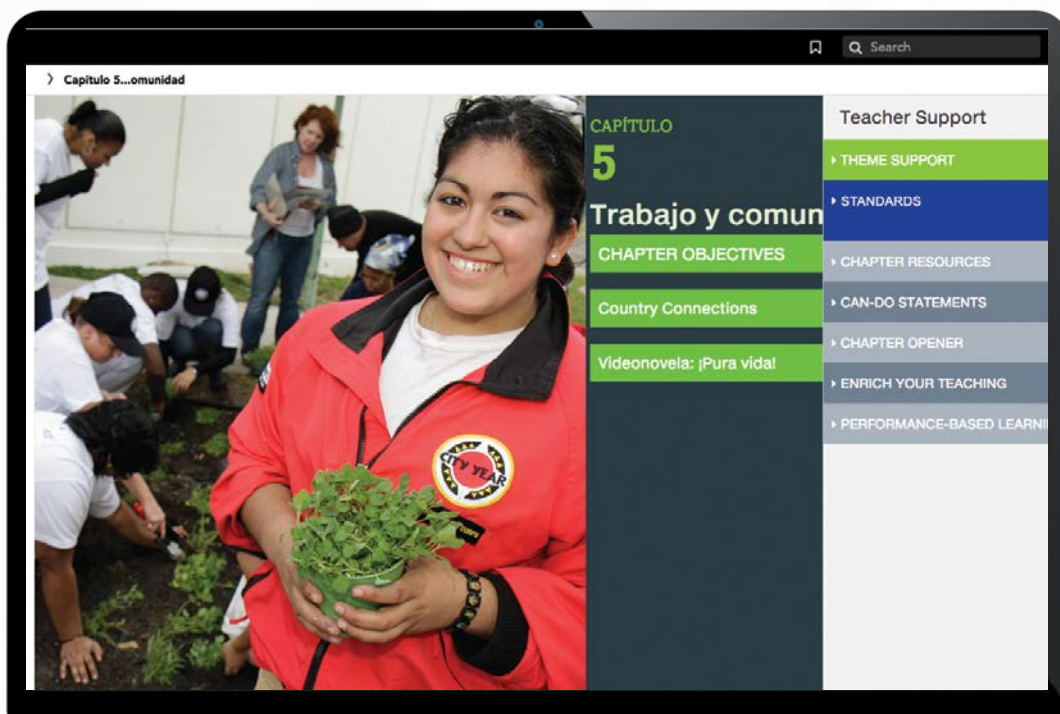 Search
Capítulo 5...omunidad
CAPÍTULO
5
Trabajo y comun
CHAPTER OBJECTIVES
Country Connections
Videonovela: ¡Pura vida!
Teacher Support
THEME SUPPORT
STANDARDS
CHAPTER RESOURCES
CAN-DO STATEMENTS
CHAPTER OPENER
ENRICH YOUR TEACHING
PERFORMANCE-BASED LEARNI
CITY YEAR
CORPS